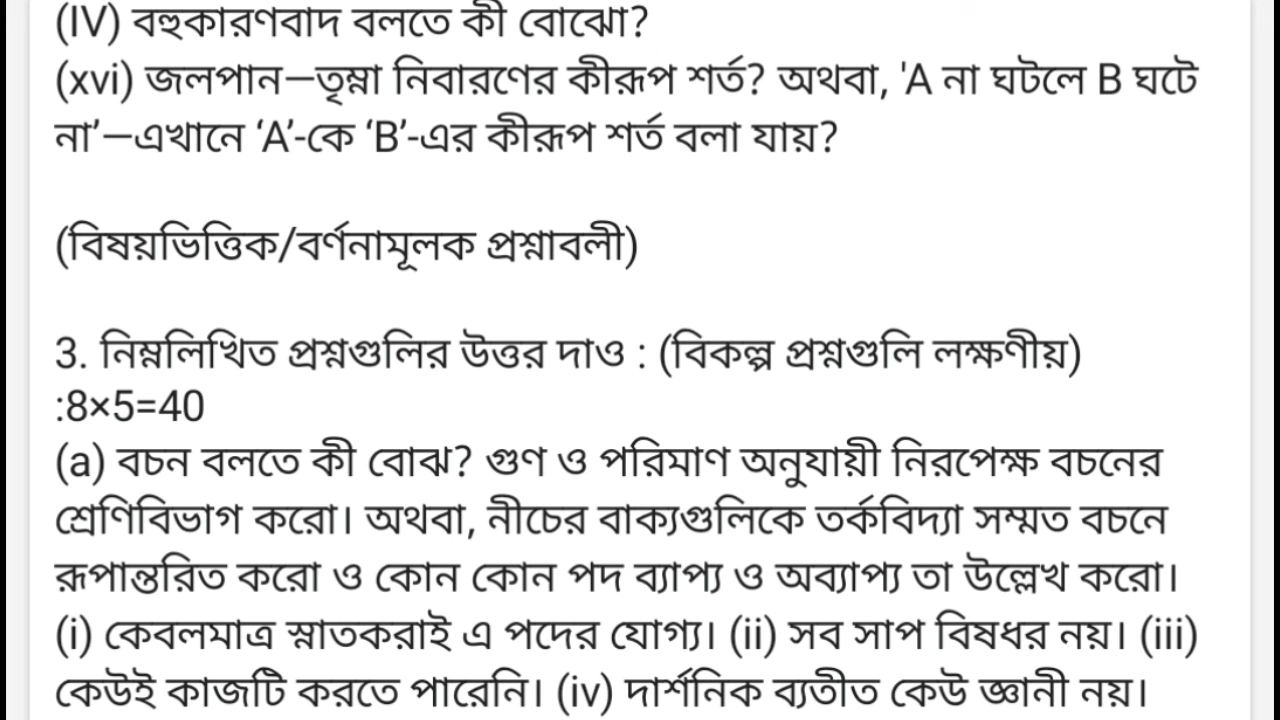 (IV) বহুকারণবাদ বলতে কী বোঝো?
(xvi) জলপান—তৃষ্ণা নিবারণের কীরূপ শর্ত? অথবা, 'A না ঘটলে B ঘটে
না’—এখানে ‘A’-কে ‘B’-এর কীরূপ শর্ত বলা যায়?
(বিষয়ভিত্তিক/বর্ণনামূলক প্রশ্নাবলী)
3. নিম্নলিখিত প্রশ্নগুলির উত্তর দাও : (বিকল্প প্রশ্নগুলি লক্ষণীয়)
:8×5=40
(a) বচন বলতে কী বোঝ? গুণ ও পরিমাণ অনুযায়ী নিরপেক্ষ বচনের
শ্রেণিবিভাগ করো। অথবা, নীচের বাক্যগুলিকে তর্কবিদ্যা সম্মত বচনে
রূপান্তরিত করো ও কোন কোন পদ ব্যাপ্য ও অব্যাপ্য তা উল্লেখ করো।
(i) কেবলমাত্র স্নাতকরাই এ পদের যোগ্য। (ii) সব সাপ বিষধর নয়। (iii)
কেউই কাজটি করতে পারেনি। (iv) দার্শনিক ব্যতীত কেউ জ্ঞানী নয়।